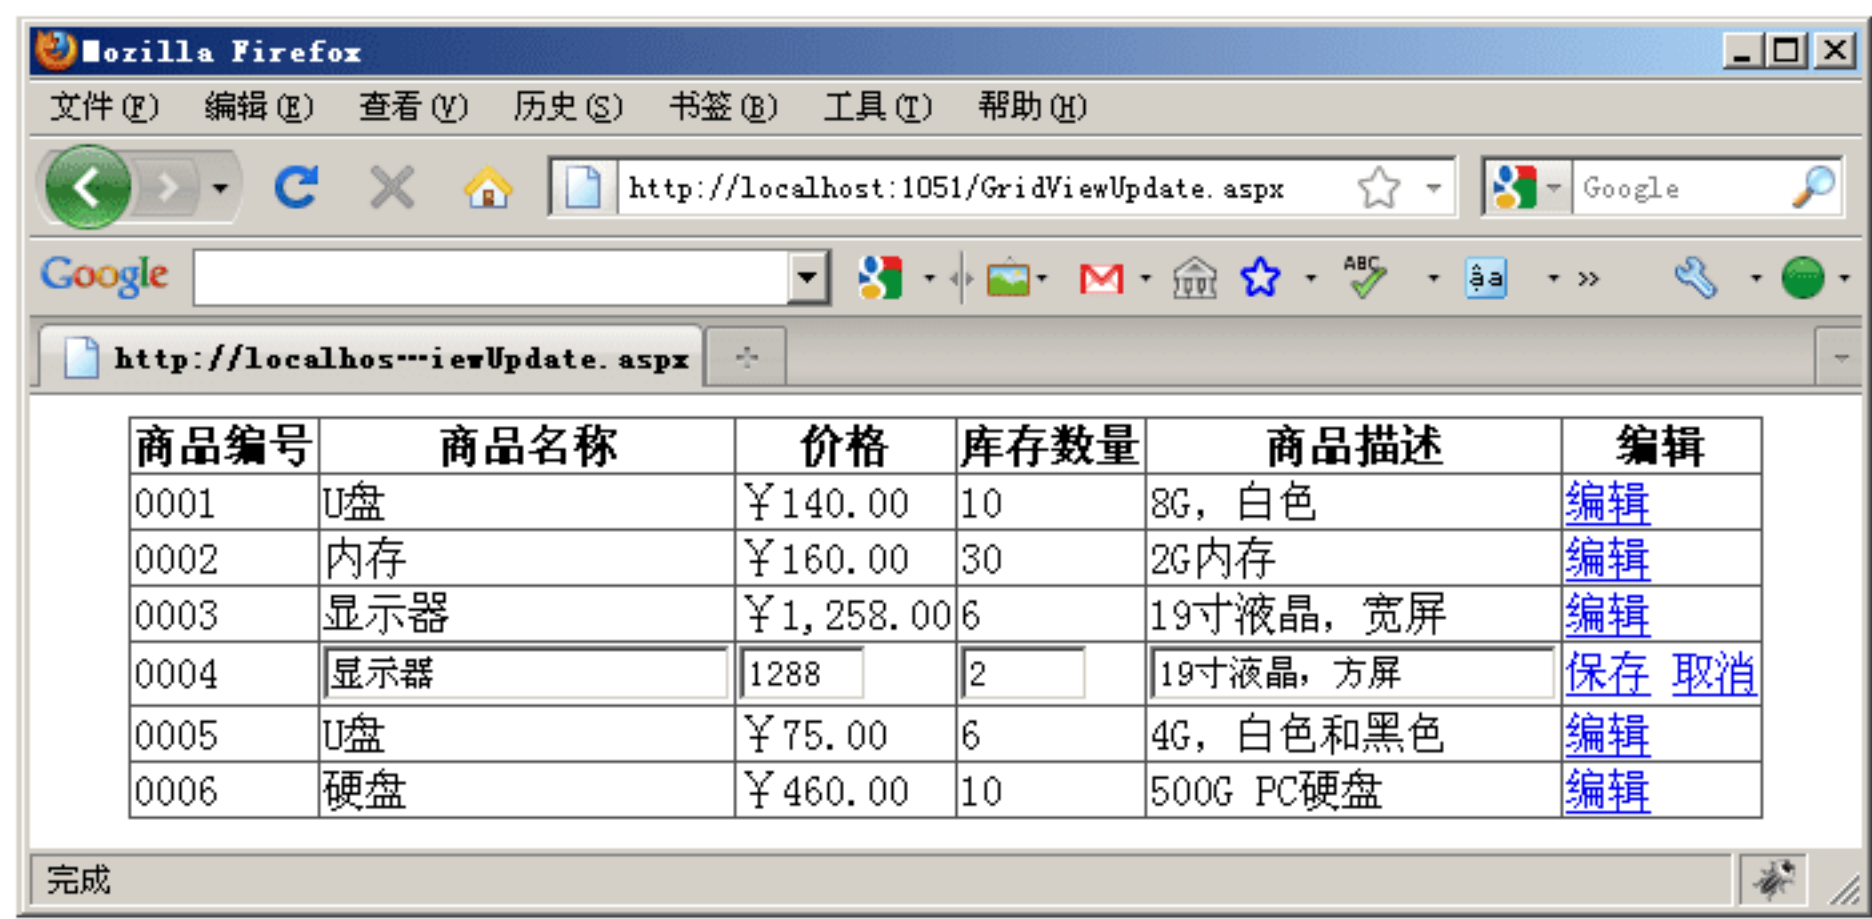 Mozilla Firefox
文件(F) 编辑(E) 查看(V) 历史(S) 书签(B) 工具(T) 帮助(H)
http://localhost:1051/GridViewUpdate.aspx Google
Google ABC âa »
http://localhos…iewUpdate.aspx
商品编号 商品名称 价格 库存数量 商品描述 编辑
0001 U盘 ¥140.00 10 8G，白色 编辑
0002 内存 ¥160.00 30 2G内存 编辑
0003 显示器 ¥1,258.00 6 19寸液晶，宽屏 编辑
0004 显示器 1288 2 19寸液晶，方屏 保存 取消
0005 U盘 ¥75.00 6 4G，白色和黑色 编辑
0006 硬盘 ¥460.00 10 500G PC硬盘 编辑
完成